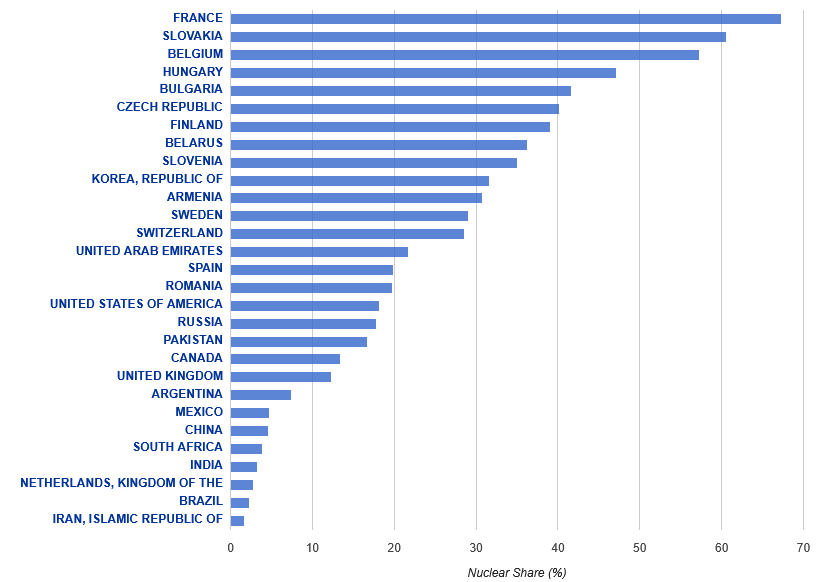 FRANCE
SLOVAKIA
BELGIUM
HUNGARY
BULGARIA
CZECH REPUBLIC
FINLAND
BELARUS
SLOVENIA
KOREA, REPUBLIC OF
ARMENIA
SWEDEN
SWITZERLAND
UNITED ARAB EMIRATES
SPAIN
ROMANIA
UNITED STATES OF AMERICA
RUSSIA
PAKISTAN
CANADA
UNITED KINGDOM
ARGENTINA
MEXICO
CHINA
SOUTH AFRICA
INDIA
NETHERLANDS, KINGDOM OF THE
BRAZIL
IRAN, ISLAMIC REPUBLIC OF
0 10 20 30 40 50 60 70
Nuclear Share (%)